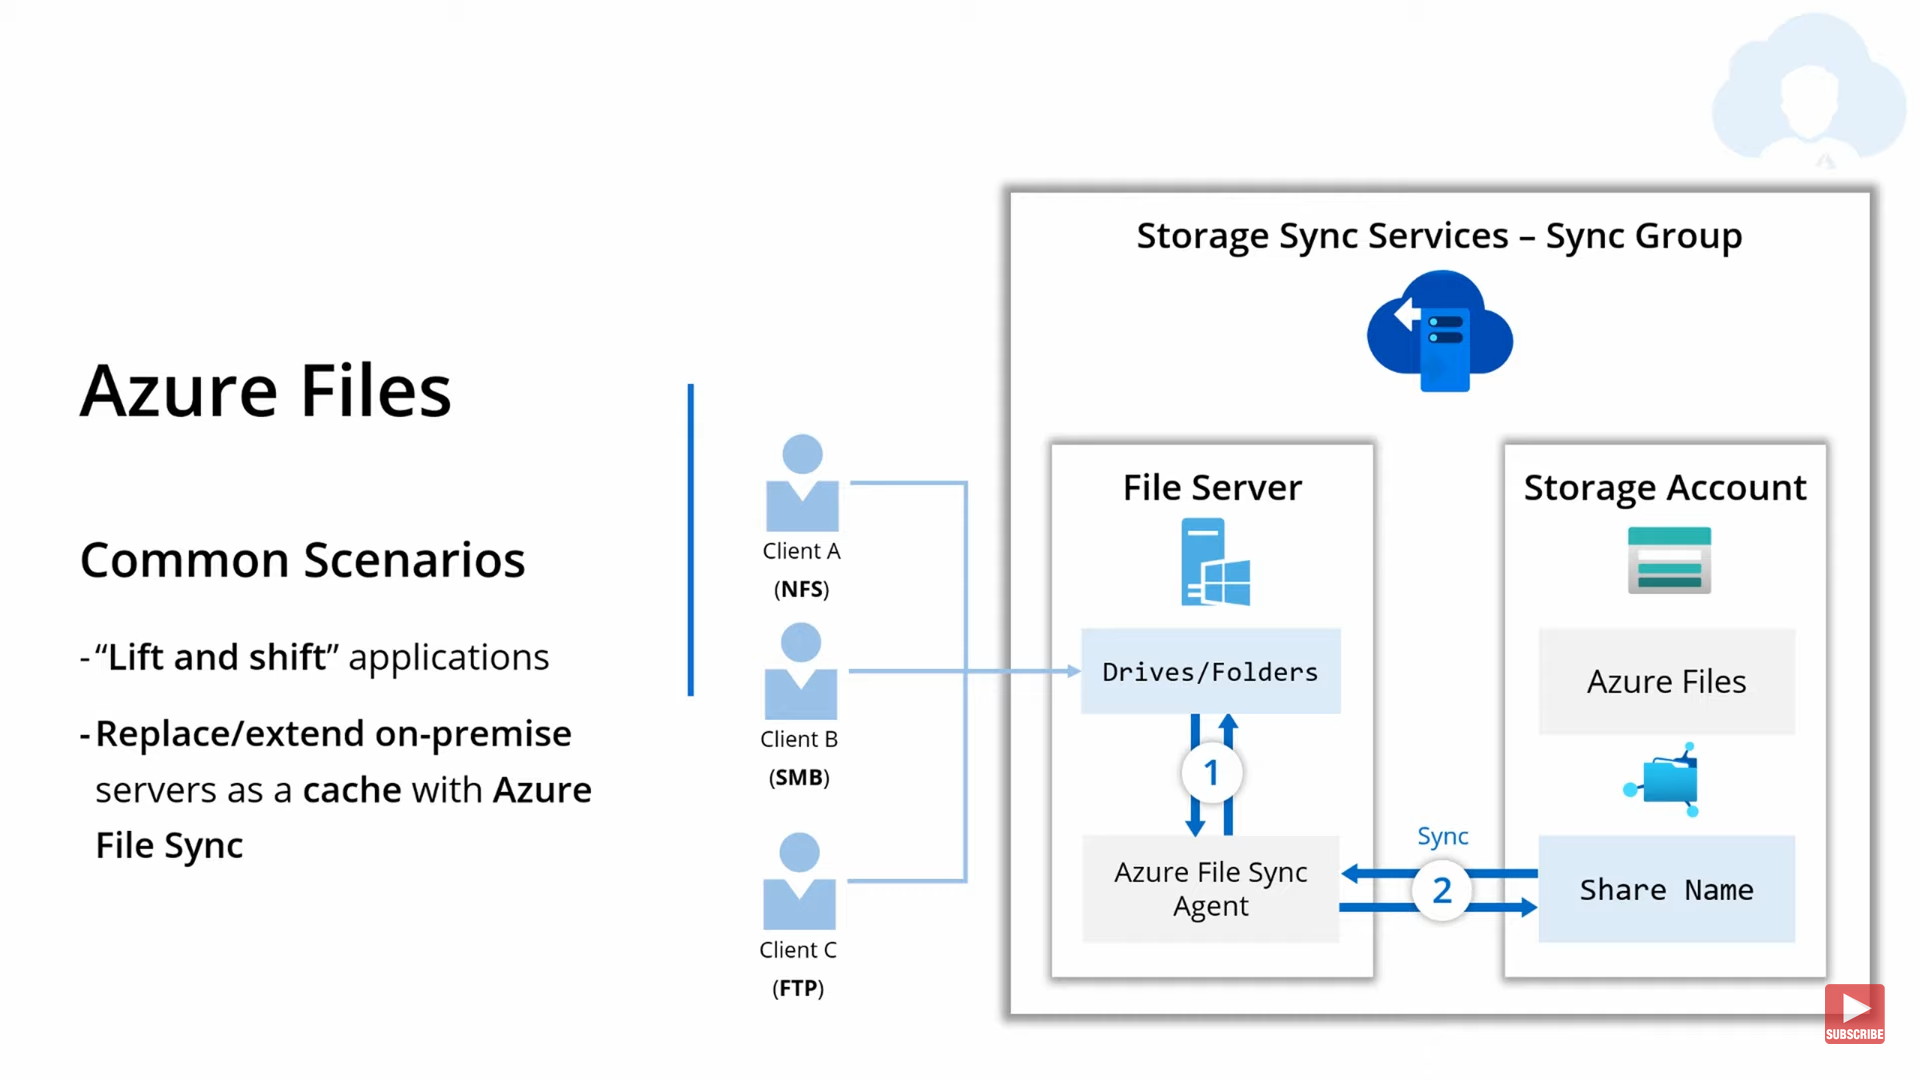 Azure Files
Common Scenarios
-“Lift and shift” applications
-Replace/extend on-premise
servers as a cache with Azure
File Sync
Client A
(NFS)
Client B
(SMB)
Client C
(FTP)
Storage Sync Services – Sync Group
File Server
Drives/Folders
1
Azure File Sync
Agent
Sync
2
Storage Account
Azure Files
Share Name
SUBSCRIBE